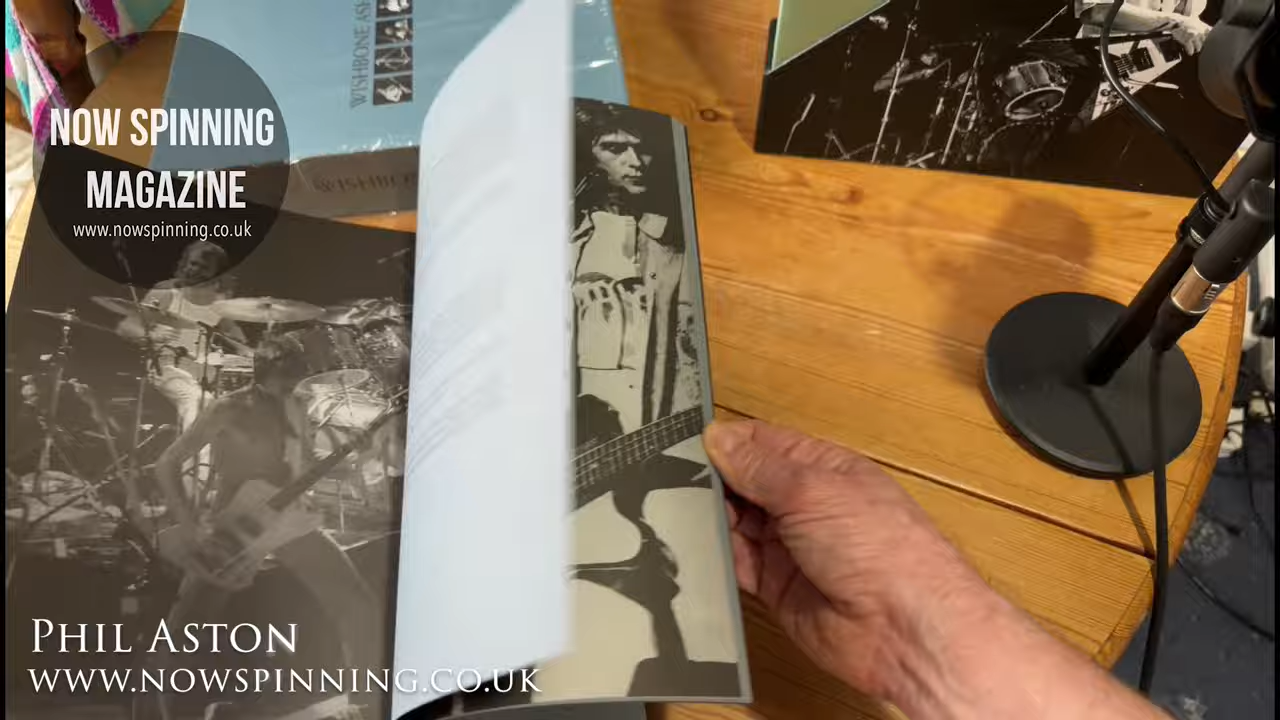 WISHBONE ASH
NOW SPINNING
MAGAZINE
www.nowspinning.co.uk
PHIL ASTON
WWW.NOWSPINNING.CO.UK